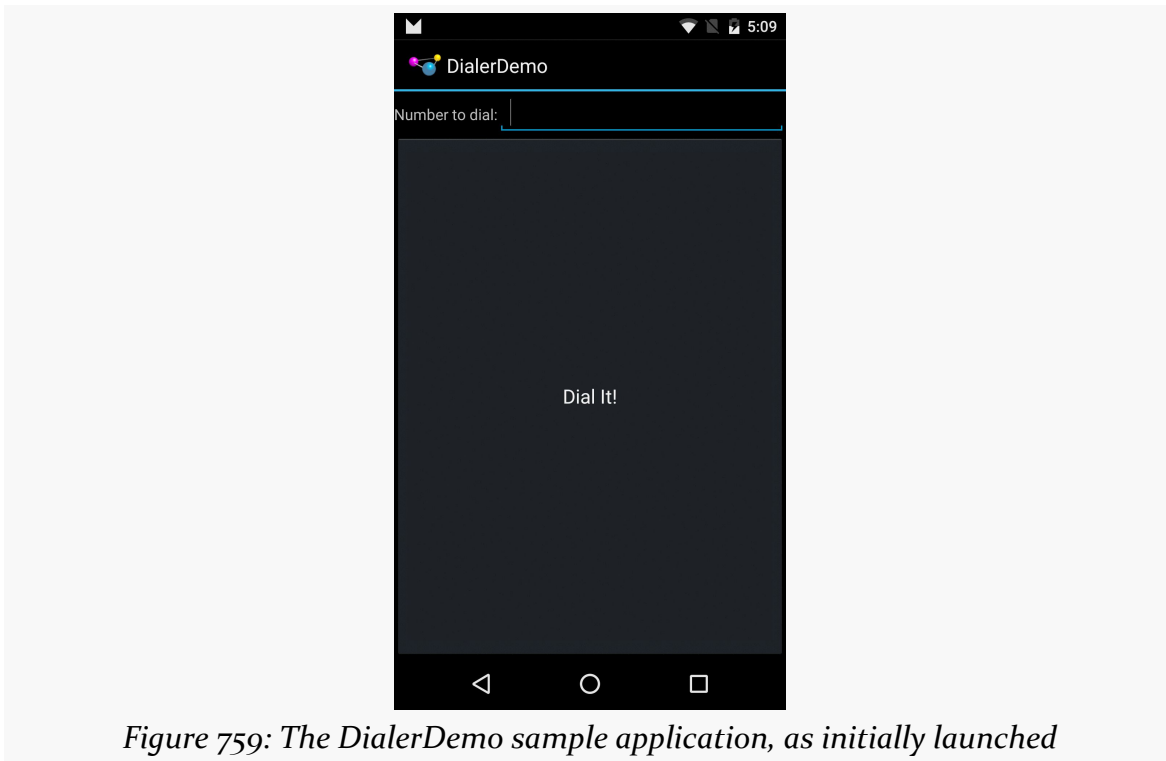 5:09
DialerDemo
Number to dial:
Dial It!
Figure 759: The DialerDemo sample application, as initially launched